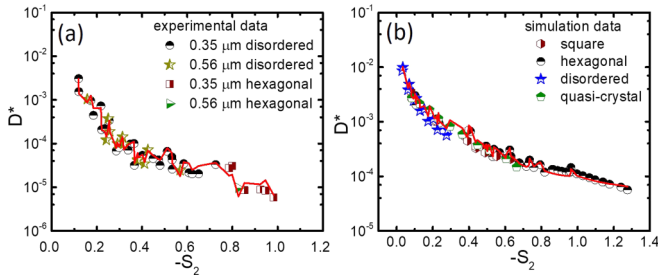 (a)
experimental data
0.35 μm disordered
0.56 μm disordered
0.35 μm hexagonal
0.56 μm hexagonal
10⁻¹
10⁻²
10⁻³
10⁻⁴
10⁻⁵
10⁻⁶
D*
0.0 0.2 0.4 0.6 0.8 1.0 1.2
-S₂
(b)
simulation data
square
hexagonal
disordered
quasi-crystal
10⁻¹
10⁻²
10⁻³
10⁻⁴
10⁻⁵
D*
0.0 0.2 0.4 0.6 0.8 1.0 1.2 1.4
-S₂